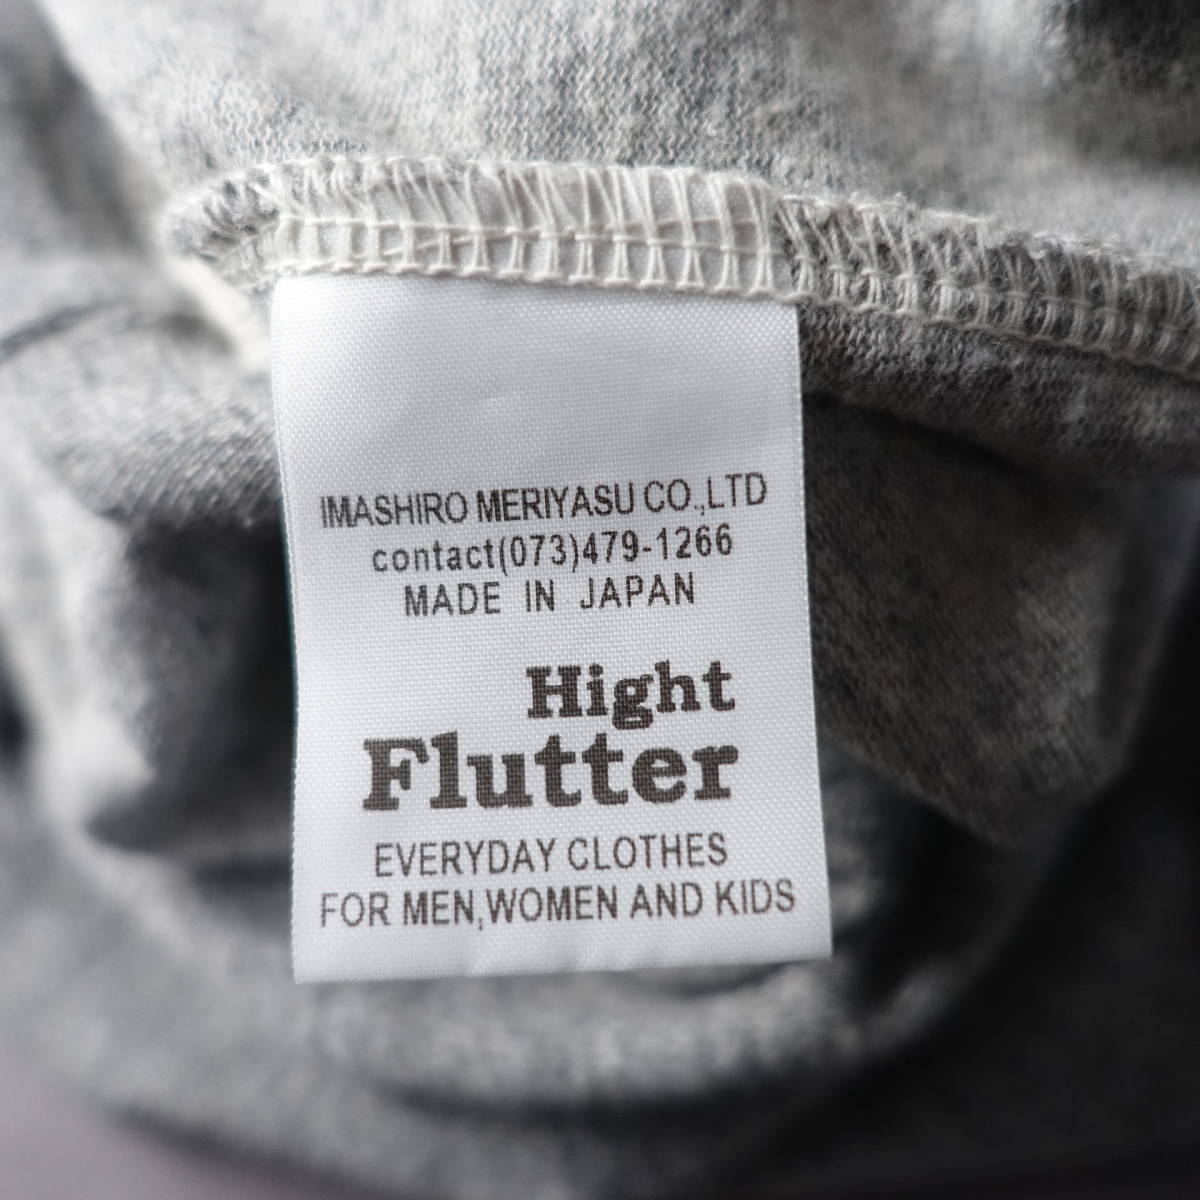 IMASHIRO MERIYASU CO.,LTD
contact(073)479-1266
MADE IN JAPAN
Hight
Flutter
EVERYDAY CLOTHES
FOR MEN,WOMEN AND KIDS